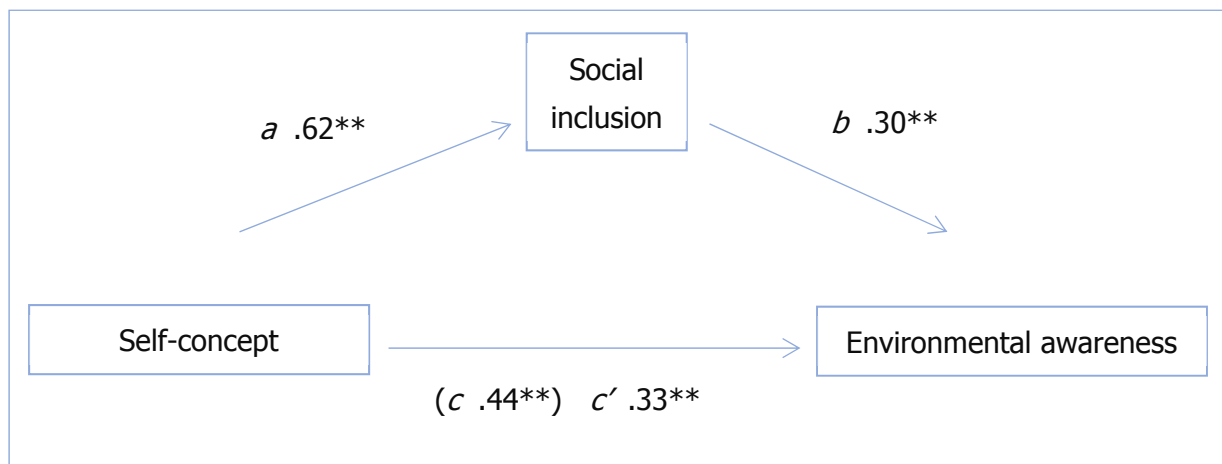 Social
inclusion
a .62**
b .30**
Self-concept
Environmental awareness
(c .44**) c′ .33**